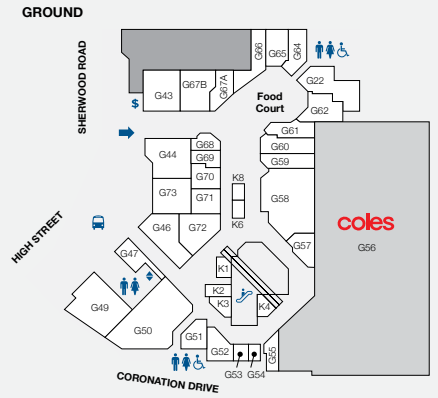 GROUND
SHERWOOD ROAD
G66
G65
G64
G43
G67B
G67A
G22
$
Food
Court
G62
G61
G68
G44
G69
G60
G59
G70
K8
G73
G71
G58
coles
G46
G72
K6
HIGH STREET
G57
G56
G47
K1
K2
K3
K4
G49
G50
G51
G52
G55
G53
G54
CORONATION DRIVE